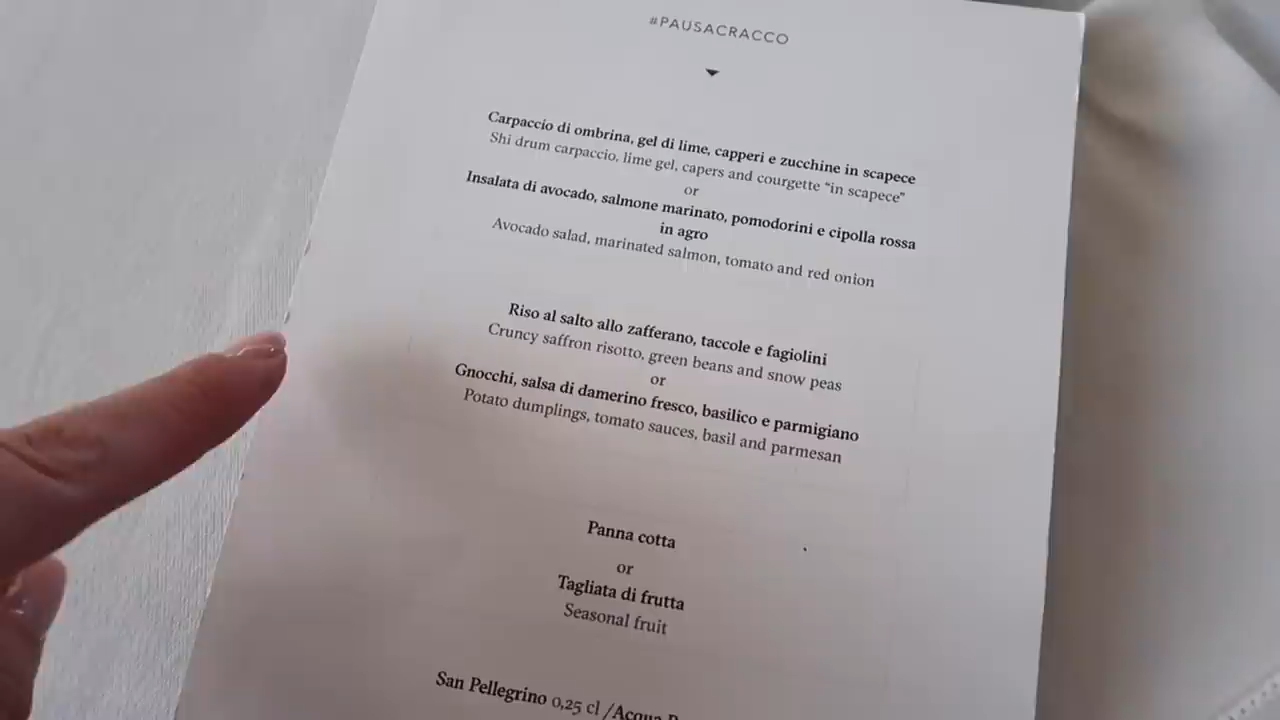 #PAUSACRACCO
Carpaccio di ombrina, gel di lime, capperi e zucchine in scapece
Shi drum carpaccio, lime gel, capers and courgette "in scapece"
or
Insalata di avocado, salmone marinato, pomodorini e cipolla rossa
in agro
Avocado salad, marinated salmon, tomato and red onion
Riso al salto allo zafferano, taccole e fagiolini
Cruncy saffron risotto, green beans and snow peas
or
Gnocchi, salsa di damerino fresco, basilico e parmigiano
Potato dumplings, tomato sauces, basil and parmesan
Panna cotta
or
Tagliata di frutta
Seasonal fruit
San Pellegrino 0,25 cl /Acqua